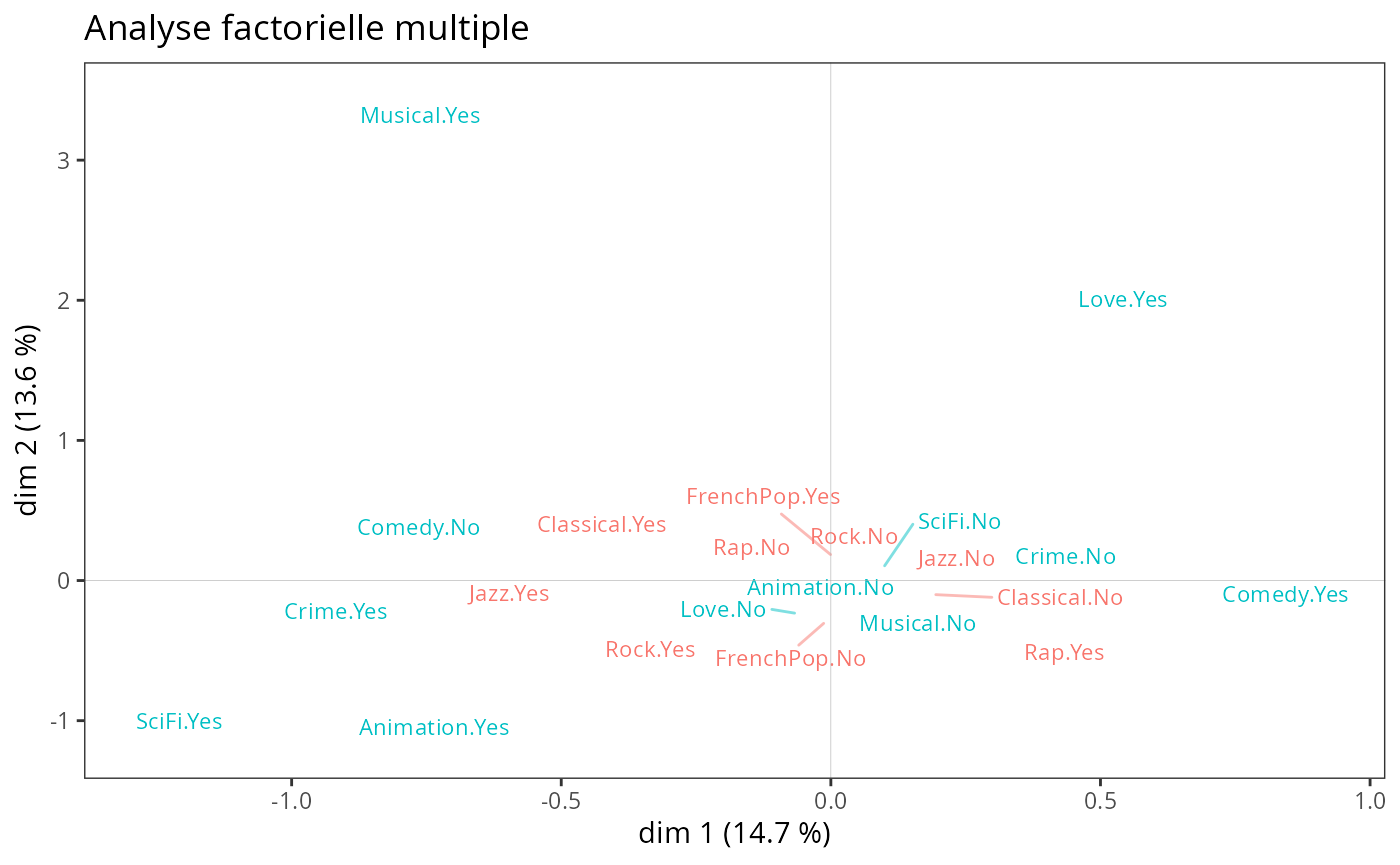 Analyse factorielle multiple
Musical.Yes
3
Love.Yes
2
dim 2 (13.6 %)
1
FrenchPop.Yes
Comedy.No
Classical.Yes
SciFi.No
Rock.No
Rap.No
Jazz.No
Crime.No
0
Animation.No
Jazz.Yes
Classical.No
Comedy.Yes
Crime.Yes
Love.No
Musical.No
Rock.Yes
FrenchPop.No
Rap.Yes
-1
SciFi.Yes
Animation.Yes
-1.0
-0.5
0.0
0.5
1.0
dim 1 (14.7 %)